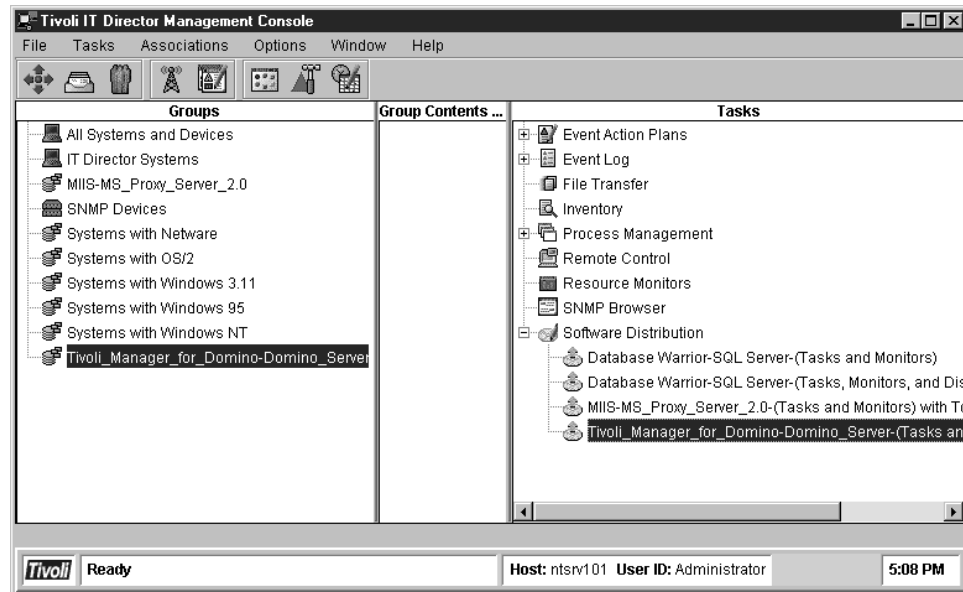 Tivoli IT Director Management Console
File Tasks Associations Options Window Help
Groups
All Systems and Devices
IT Director Systems
MIIS-MS_Proxy_Server_2.0
SNMP Devices
Systems with Netware
Systems with OS/2
Systems with Windows 3.11
Systems with Windows 95
Systems with Windows NT
Tivoli_Manager_for_Domino-Domino_Server
Group Contents ...
Tasks
Event Action Plans
Event Log
File Transfer
Inventory
Process Management
Remote Control
Resource Monitors
SNMP Browser
Software Distribution
Database Warrior-SQL Server-(Tasks and Monitors)
Database Warrior-SQL Server-(Tasks, Monitors, and Dis
MIIS-MS_Proxy_Server_2.0-(Tasks and Monitors) with T
Tivoli_Manager_for_Domino-Domino_Server-(Tasks an
Tivoli Ready Host: ntsrv101 User ID: Administrator 5:08 PM